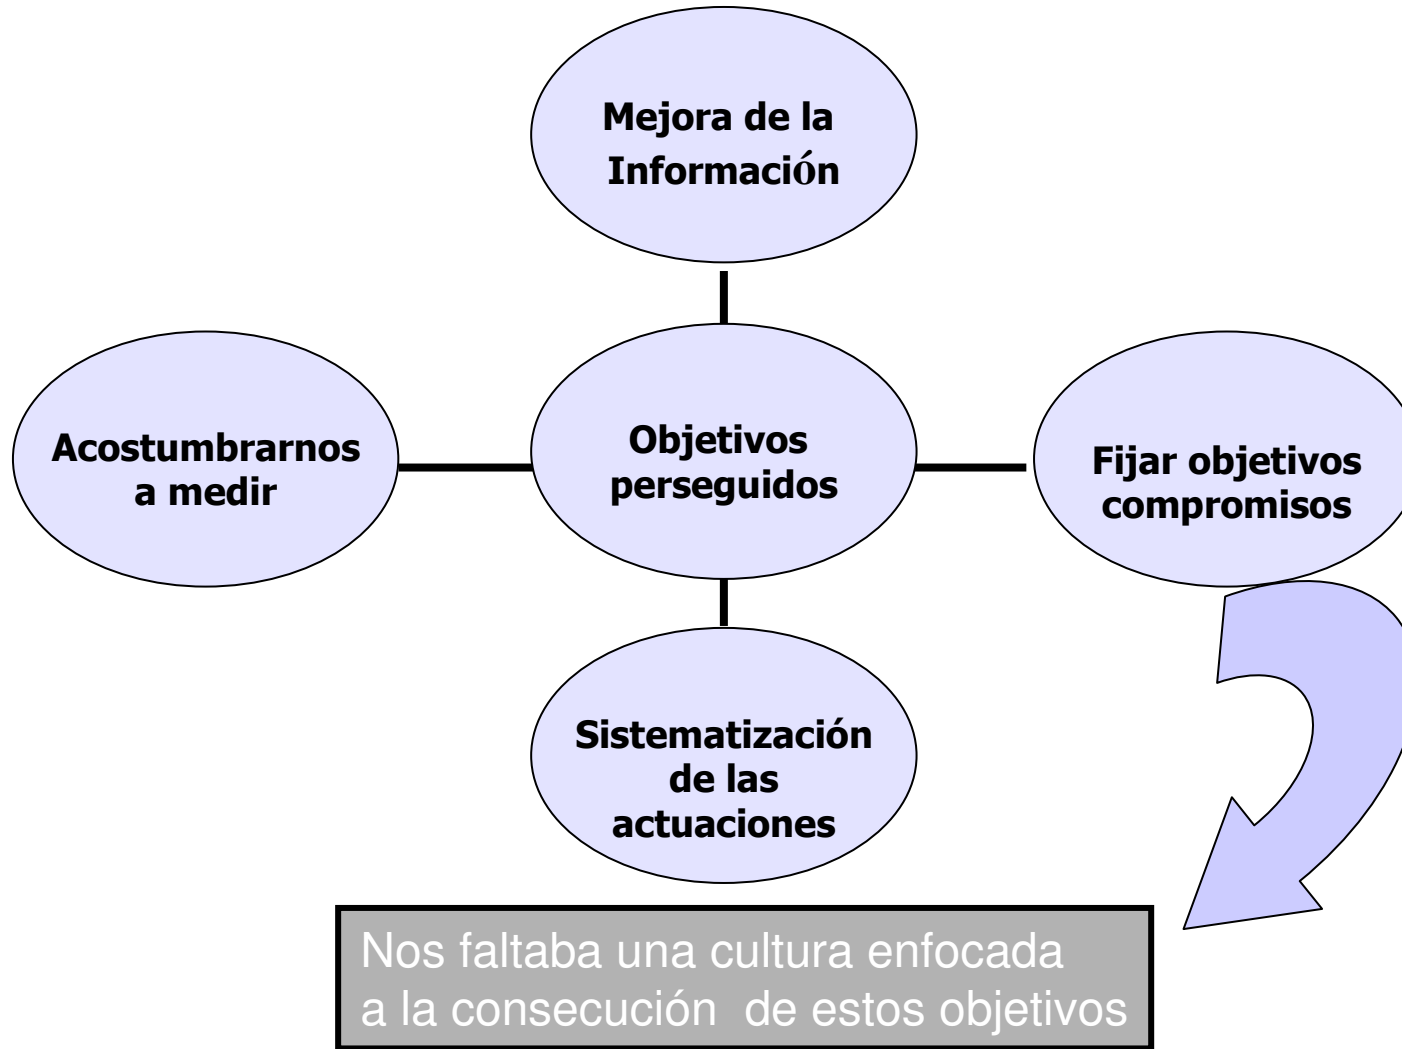 Mejora de la
Información
Acostumbrarnos
a medir
Objetivos
perseguidos
Fijar objetivos
compromisos
Sistematización
de las
actuaciones
Nos faltaba una cultura enfocada
a la consecución  de estos objetivos